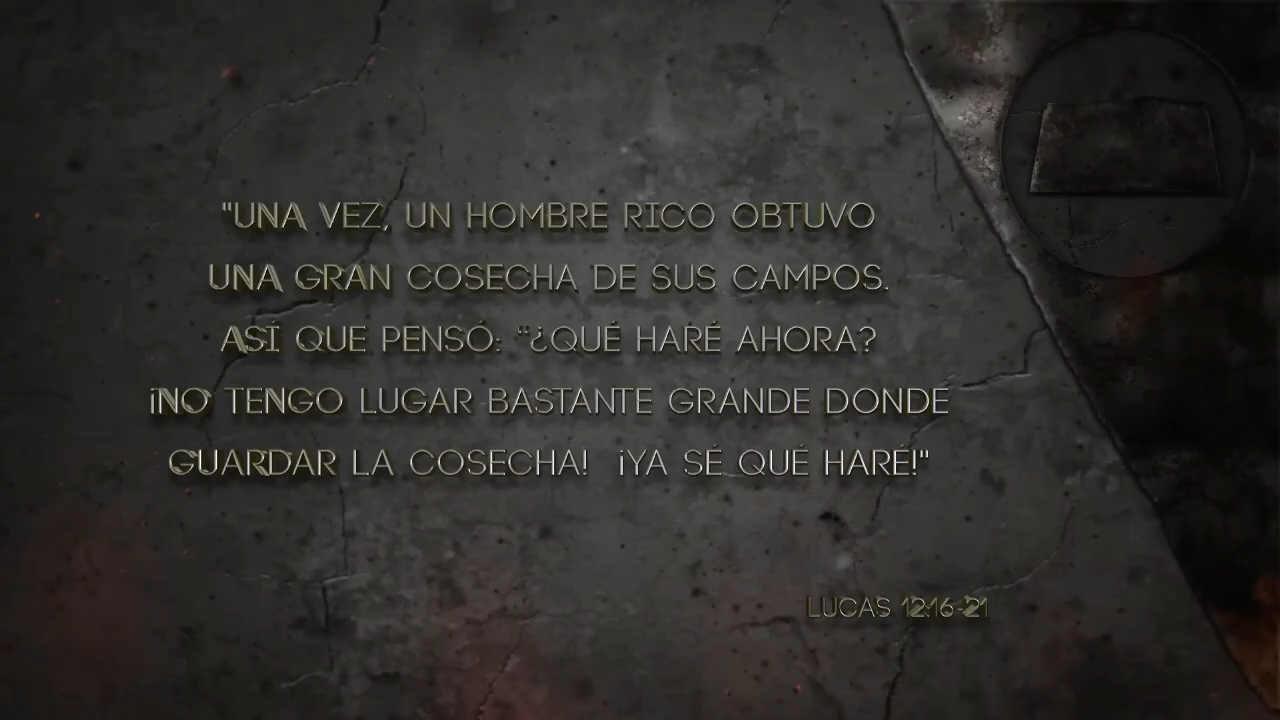 "UNA VEZ, UN HOMBRE RICO OBTUVO
UNA GRAN COSECHA DE SUS CAMPOS.
ASÍ QUE PENSÓ: "¿QUÉ HARÉ AHORA?
¡NO TENGO LUGAR BASTANTE GRANDE DONDE
GUARDAR LA COSECHA! ¡YA SÉ QUÉ HARÉ!"
LUCAS 12:16-21